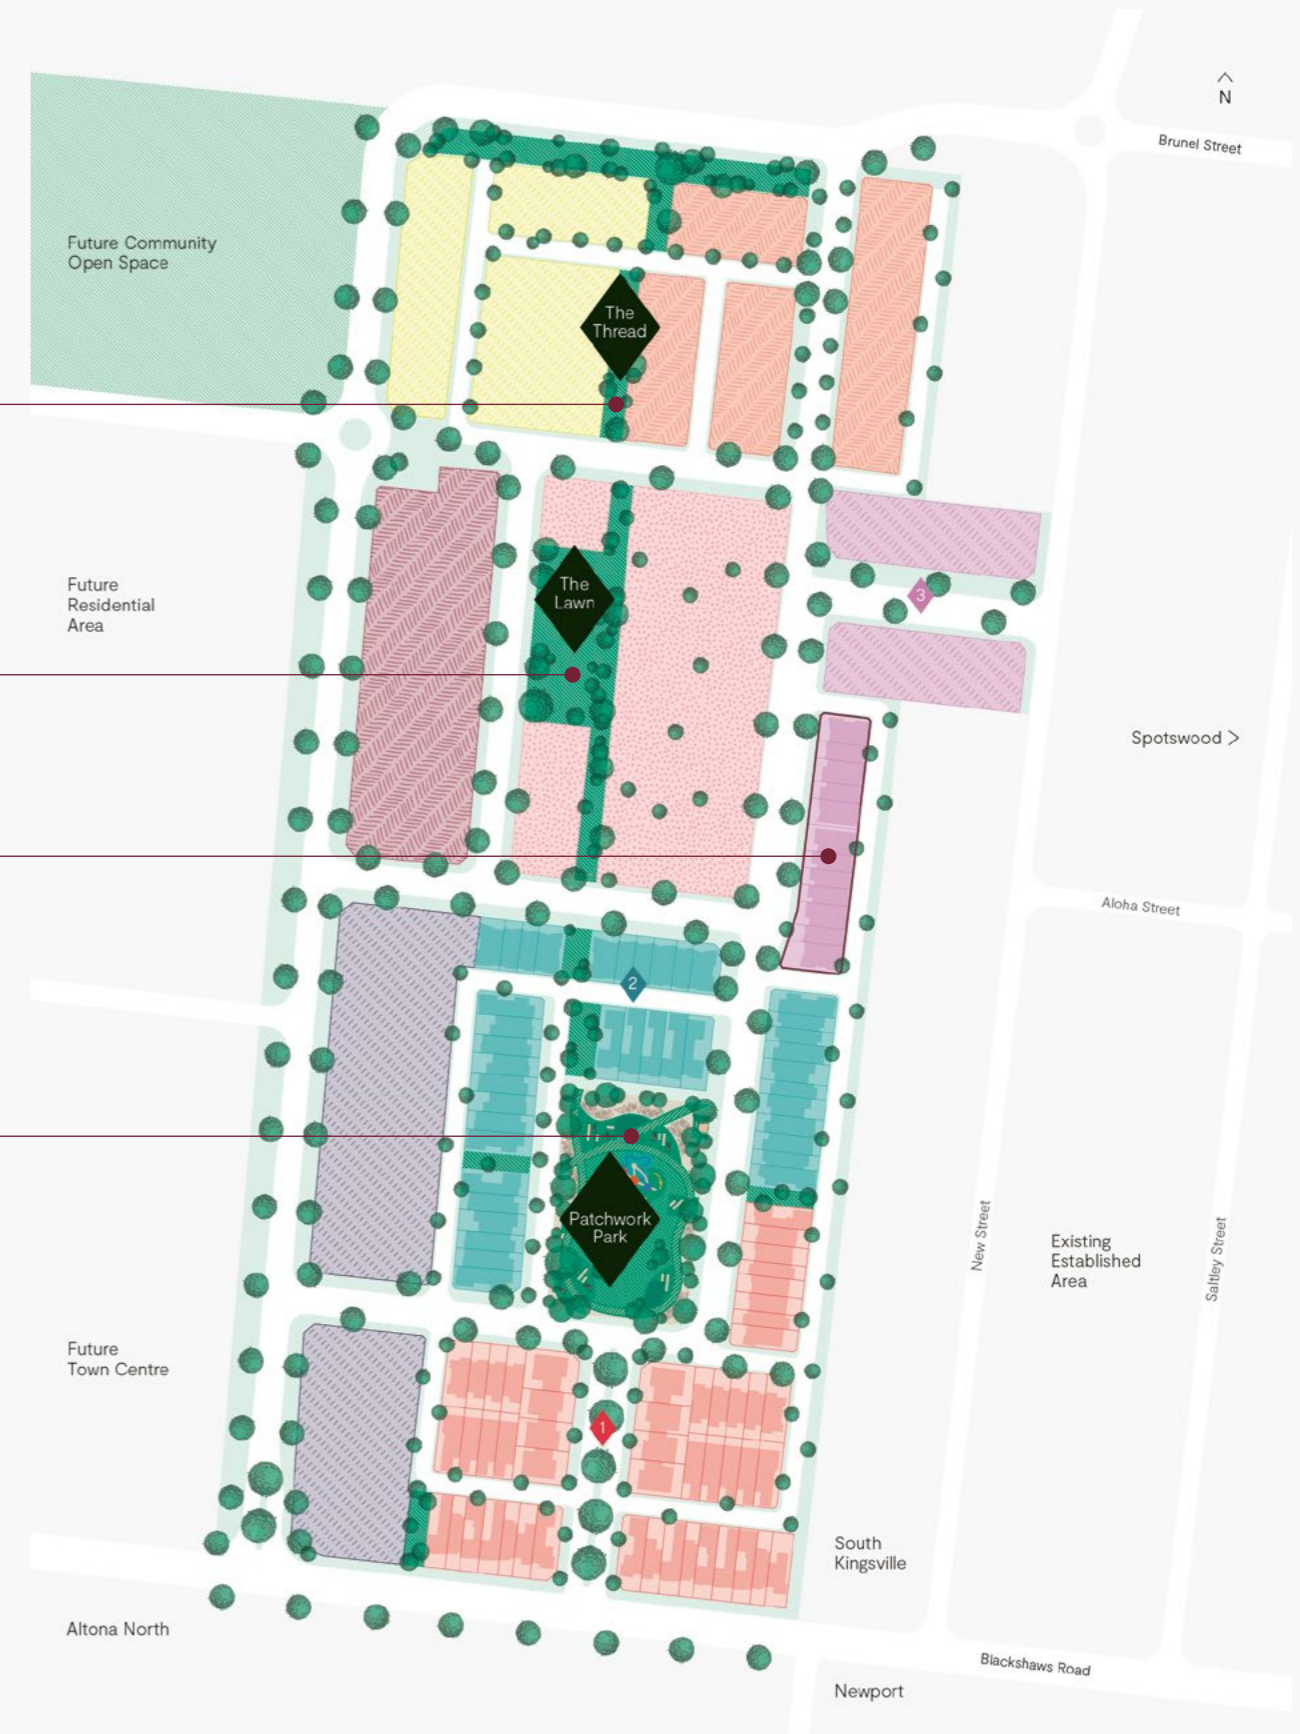 N
Brunel Street
Future Community
Open Space
The
Thread
Future
Residential
Area
The
Lawn
3
Spotswood >
Aloha Street
2
Patchwork
Park
New Street
Saltley Street
Existing
Established
Area
Future
Town Centre
1
South
Kingsville
Altona North
Blackshaws Road
Newport